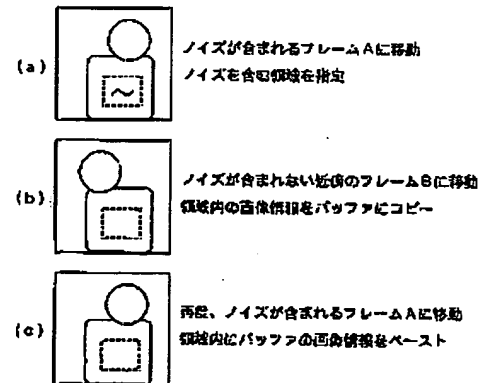 (a)
ノイズが含まれるフレームAに移動
ノイズを含む領域を指定
(b)
ノイズが含まれない近傍のフレームBに移動
領域内の画像情報をバッファにコピー
(c)
再度、ノイズが含まれるフレームAに移動
領域内にバッファの画像情報をペースト